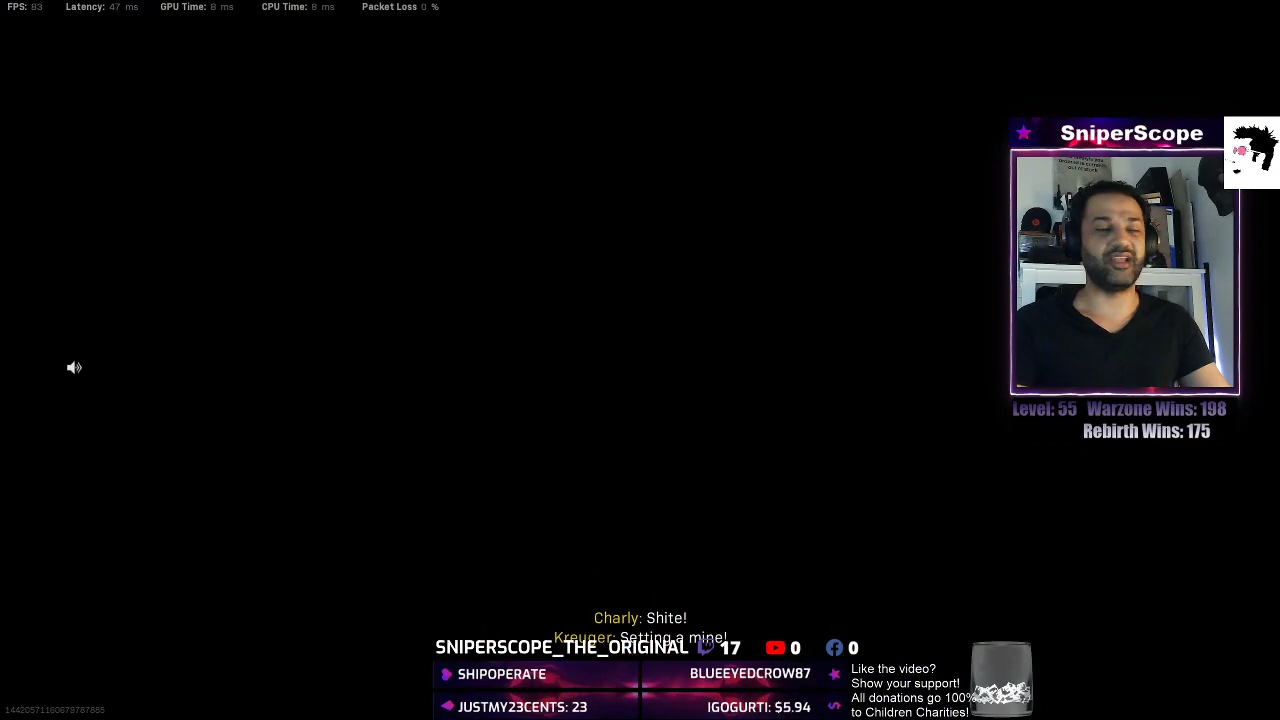 FPS: 83 Latency: 47 ms GPU Time: 8 ms CPU Time: 8 ms Packet Loss 0 %
SniperScope
Level: 55 Warzone Wins: 198
Rebirth Wins: 175
Charly: Shite!
Kreuger: Setting a mine!
SNIPERSCOPE_THE_ORIGINAL 17 0 0
SHIPOPERATE BLUEEYEDCROW87
JUSTMY23CENTS: 23 IGOGURTI: $5.94
Like the video?
Show your support!
All donations go 100%
to Children Charities!
14420571160679787885